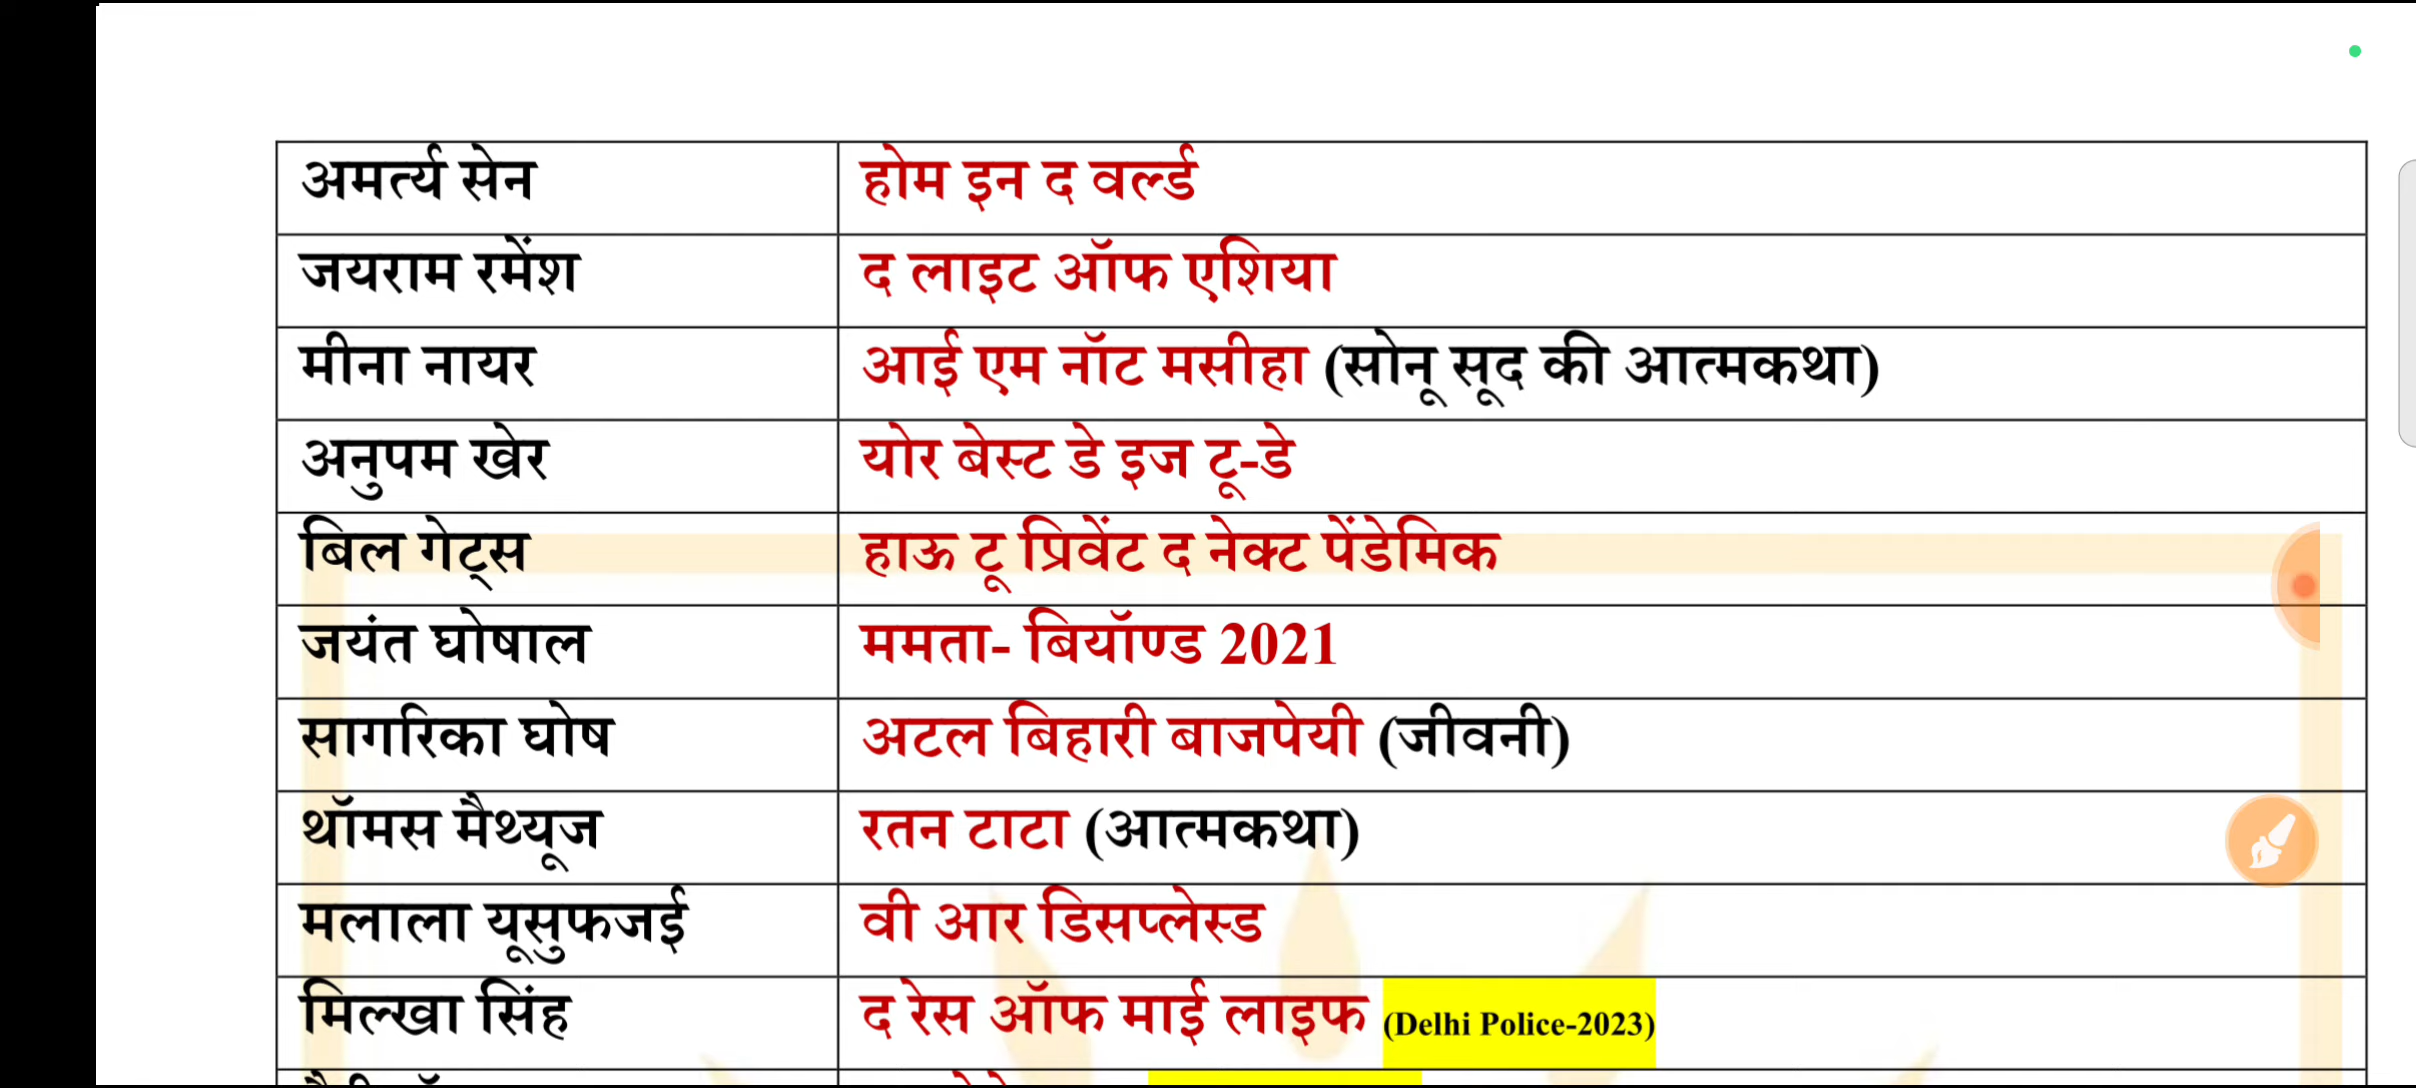 अमर्त्य सेन होम इन द वर्ल्ड
जयराम रमेंश द लाइट ऑफ एशिया
मीना नायर आई एम नॉट मसीहा (सोनू सूद की आत्मकथा)
अनुपम खेर योर बेस्ट डे इज टू-डे
बिल गेट्स हाऊ टू प्रिवेंट द नेक्ट पेंडेमिक
जयंत घोषाल ममता- बियॉण्ड 2021
सागरिका घोष अटल बिहारी बाजपेयी (जीवनी)
थॉमस मैथ्यूज रतन टाटा (आत्मकथा)
मलाला यूसुफजई वी आर डिसप्लेस्ड
मिल्खा सिंह द रेस ऑफ माई लाइफ (Delhi Police-2023)